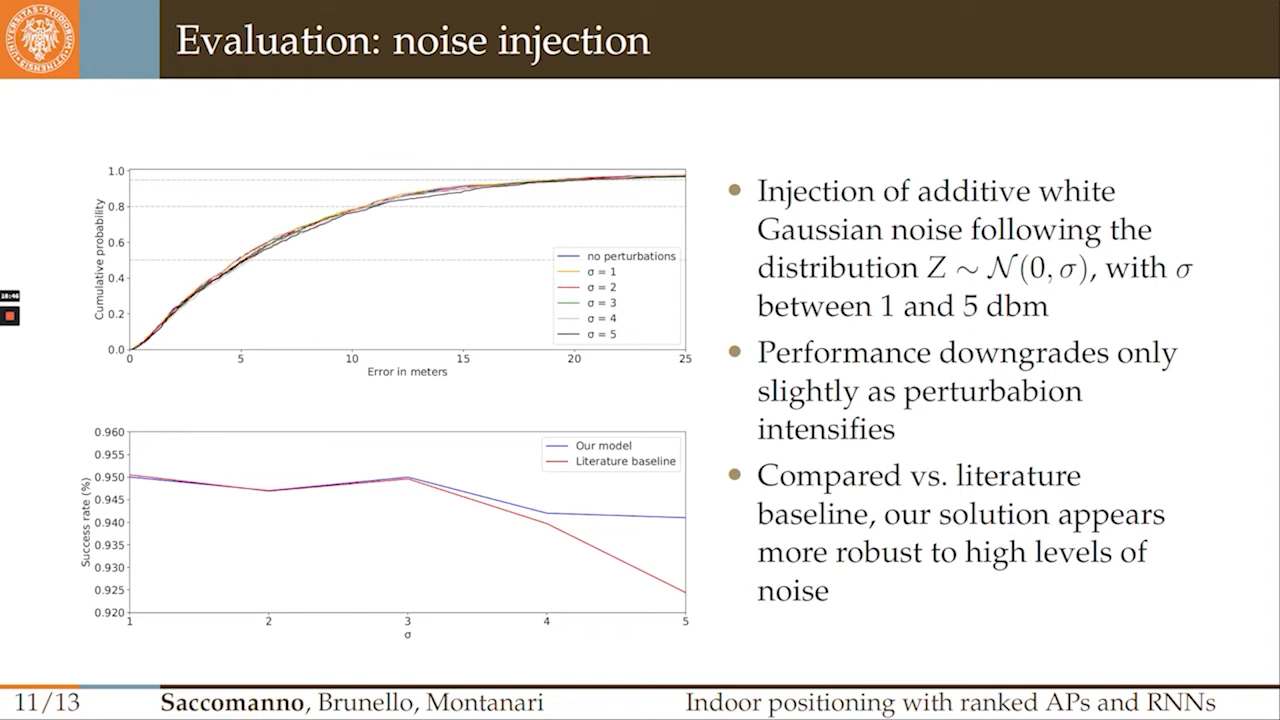 Evaluation: noise injection
1.0
0.8
0.6
0.4
0.2
0.0
Cumulative probability
0
5
10
15
20
25
Error in meters
no perturbations
σ = 1
σ = 2
σ = 3
σ = 4
σ = 5
0.960
0.955
0.950
0.945
0.940
0.935
0.930
0.925
0.920
Success rate (%)
1
2
3
4
5
σ
Our model
Literature baseline
• Injection of additive white
Gaussian noise following the
distribution Z ∼ 𝒩(0, σ), with σ
between 1 and 5 dbm
• Performance downgrades only
slightly as perturbabion
intensifies
• Compared vs. literature
baseline, our solution appears
more robust to high levels of
noise
11/13
Saccomanno, Brunello, Montanari
Indoor positioning with ranked APs and RNNs